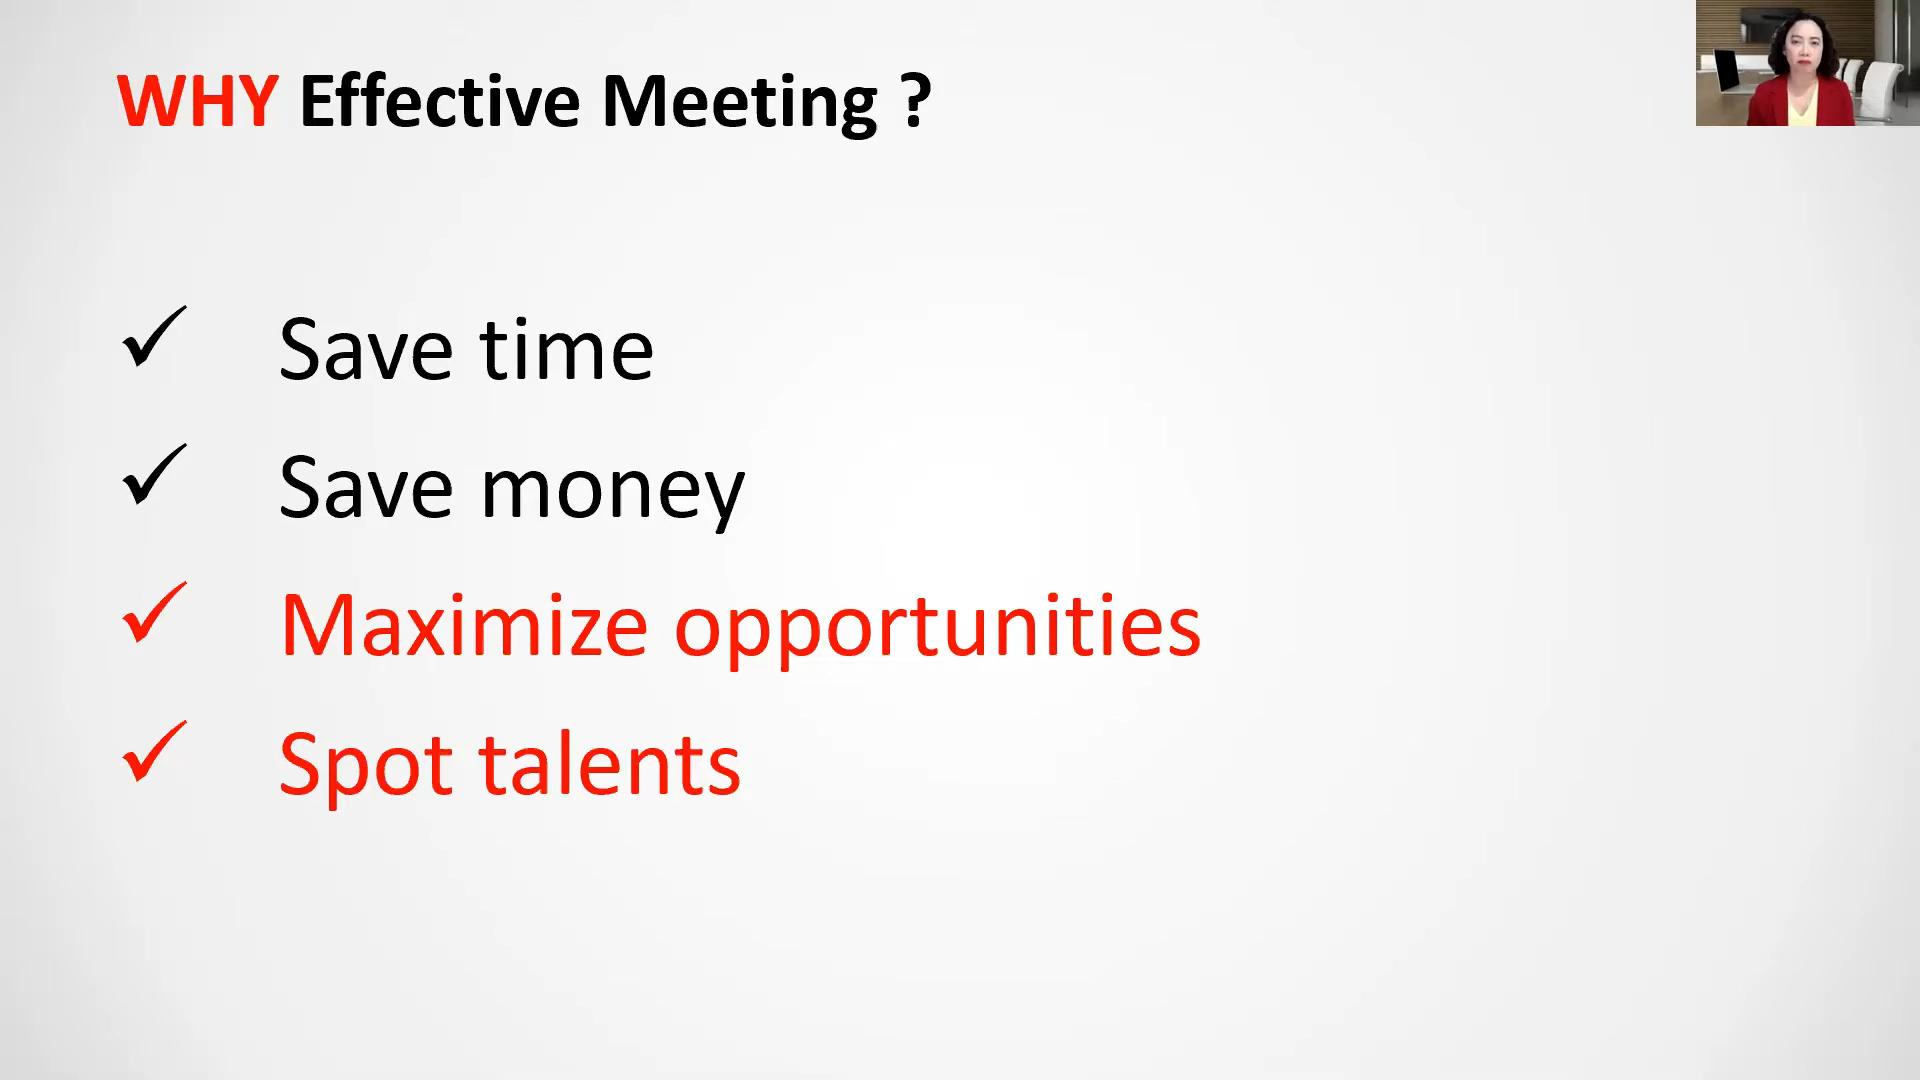 WHY Effective Meeting ?
✓ Save time
✓ Save money
✓ Maximize opportunities
✓ Spot talents